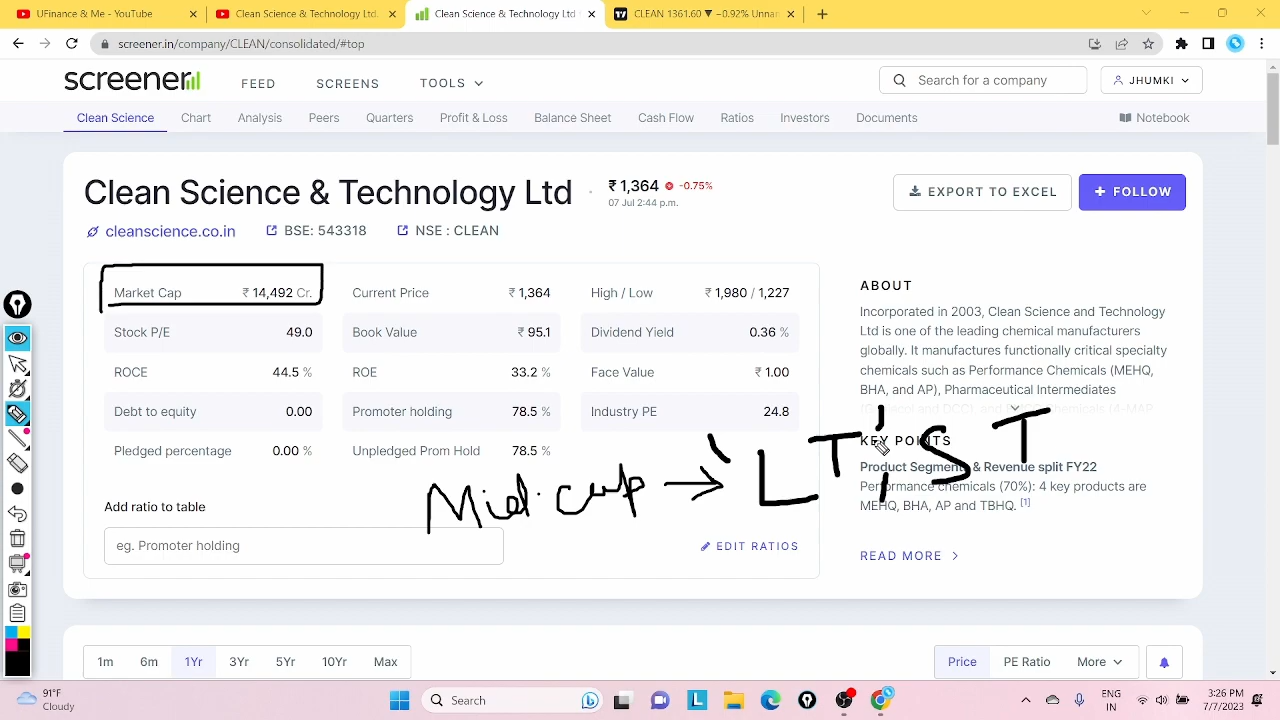 UFinance & Me - YouTube
Clean Science & Technology Ltd.
Clean Science & Technology Ltd
CLEAN 1361.60 ▼ −0.92% Unnam
screener.in/company/CLEAN/consolidated/#top
screener
FEED
SCREENS
TOOLS
Search for a company
JHUMKI
Clean Science
Chart
Analysis
Peers
Quarters
Profit & Loss
Balance Sheet
Cash Flow
Ratios
Investors
Documents
Notebook
Clean Science & Technology Ltd
₹ 1,364 -0.75%
07 Jul 2:44 p.m.
EXPORT TO EXCEL
+ FOLLOW
cleanscience.co.in
BSE: 543318
NSE : CLEAN
Market Cap ₹ 14,492 Cr.
Current Price ₹ 1,364
High / Low ₹ 1,980 / 1,227
Stock P/E 49.0
Book Value ₹ 95.1
Dividend Yield 0.36 %
ROCE 44.5 %
ROE 33.2 %
Face Value ₹ 1.00
Debt to equity 0.00
Promoter holding 78.5 %
Industry PE 24.8
Pledged percentage 0.00 %
Unpledged Prom Hold 78.5 %
Mid cap → LT ST
Add ratio to table
eg. Promoter holding
EDIT RATIOS
ABOUT
Incorporated in 2003, Clean Science and Technology
Ltd is one of the leading chemical manufacturers
globally. It manufactures functionally critical specialty
chemicals such as Performance Chemicals (MEHQ,
BHA, and AP), Pharmaceutical Intermediates
KEY POINTS
Product Segments & Revenue split FY22
Performance chemicals (70%): 4 key products are
MEHQ, BHA, AP and TBHQ. [1]
READ MORE
1m
6m
1Yr
3Yr
5Yr
10Yr
Max
Price
PE Ratio
More
91°F
Cloudy
Search
ENG
IN
3:26 PM
7/7/2023